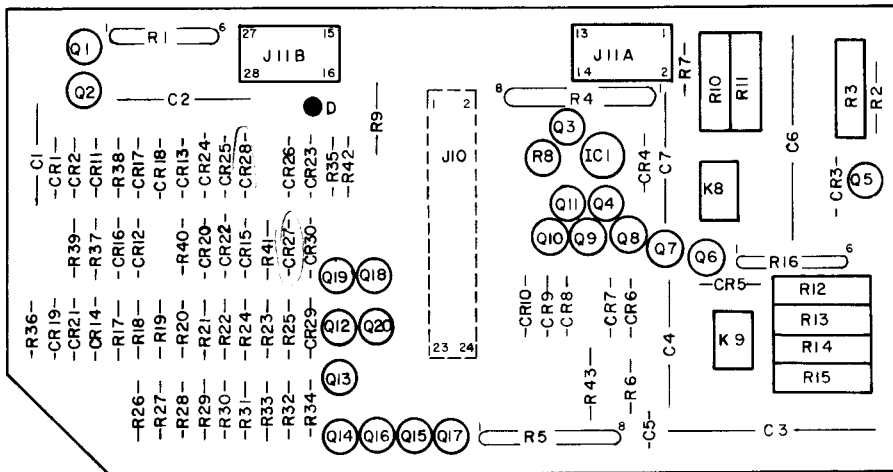 1 R1 6
Q1
Q2
C2
27 15
J11B
28 16
D
R9
13 1
J11A
14 2
8 R4 1
R7
R10
R11
C6
R3
R2
C1
CR1
CR2
CR11
R38
CR17
CR18
CR13
CR24
CR25
CR28
CR26
CR23
R35
R42
1 2
J10
23 24
Q3
R8
IC1
CR4
C7
K8
CR3
Q5
Q11
Q4
Q10
Q9
Q8
Q7
Q6
1 R16 6
CR5
R39
R37
CR16
CR12
R40
CR20
CR22
CR15
R41
CR27
CR30
Q19
Q18
R36
CR19
CR21
CR14
R17
R18
R19
R20
R21
R22
R24
R23
R25
CR29
Q12
Q20
CR10
CR9
CR8
CR7
CR6
C4
K9
R12
R13
R14
R15
Q13
R26
R27
R28
R29
R30
R31
R33
R32
R34
R43
R6
Q14
Q16
Q15
Q17
1 R5 8
C5
C3